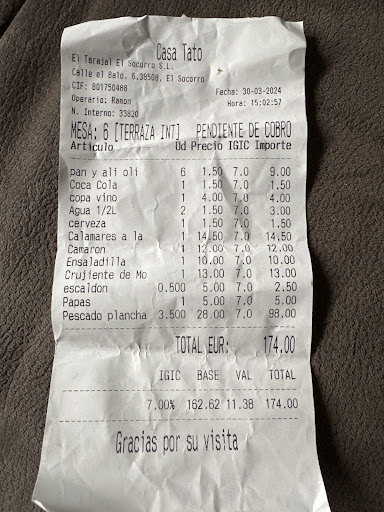 Casa Tato
El Tarajal El Socorro S.L.
Calle el Balo, 6,38509, El Socorro
CIF: B01750488 Fecha: 30-03-2024
Operario: Ramon Hora: 15:02:57
N. Interno: 33820
MESA: 6 [TERRAZA INT] PENDIENTE DE COBRO
Articulo Ud Precio IGIC Importe
pan y ali oli 6 1.50 7.0 9.00
Coca Cola 1 1.50 7.0 1.50
copa vino 1 4.00 7.0 4.00
Agua 1/2L 2 1.50 7.0 3.00
cerveza 1 1.50 7.0 1.50
Calamares a la 1 14,50 7.0 14,50
Camaron 1 12.00 7.0 12.00
Ensaladilla 1 10.00 7.0 10.00
Crujiente de Mo 1 13.00 7.0 13.00
escaldon 0.500 5.00 7.0 2.50
Papas 1 5.00 7.0 5.00
Pescado plancha 3.500 28.00 7.0 98.00
TOTAL EUR: 174.00
IGIC BASE VAL TOTAL
7.00% 162.62 11.38 174.00
Gracias por su visita